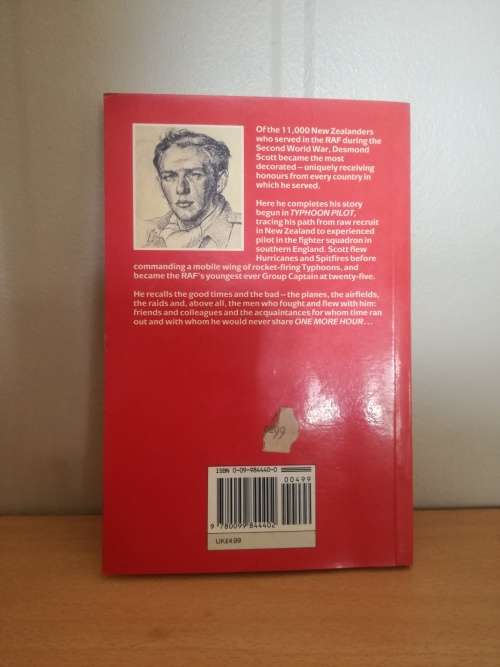 Of the 11,000 New Zealanders
who served in the RAF during the
Second World War, Desmond
Scott became the most
decorated – uniquely receiving
honours from every country in
which he served.
Here he completes his story
begun in TYPHOON PILOT,
tracing his path from raw recruit
in New Zealand to experienced
pilot in the fighter squadron in
southern England. Scott flew
Hurricanes and Spitfires before
commanding a mobile wing of rocket-firing Typhoons, and
became the RAF's youngest ever Group Captain at twenty-five.
He recalls the good times and the bad – the planes, the airfields,
the raids and, above all, the men who fought and flew with him:
friends and colleagues and the acquaintances for whom time ran
out and with whom he would never share ONE MORE HOUR...
99
ISBN 0-09-984440-0
00499
9 780099 844402
UK£4.99